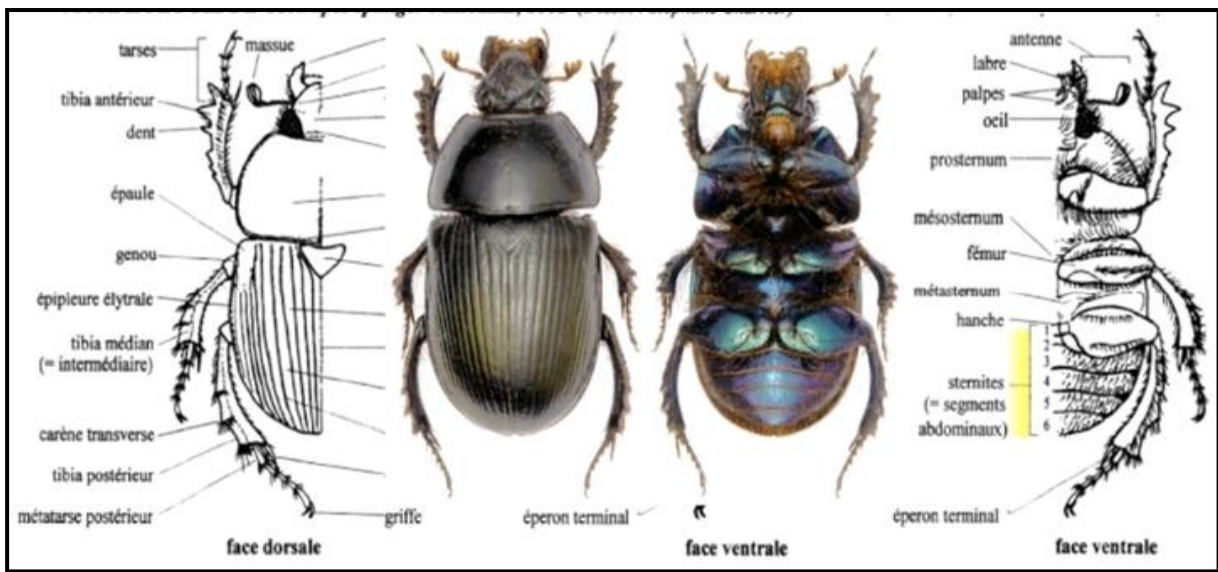 tarses
massue
tibia antérieur
dent
épaule
genou
épipleure élytrale
tibia médian
(= intermédiaire)
carène transverse
tibia postérieur
métatarse postérieur
griffe
face dorsale
éperon terminal
face ventrale
antenne
labre
palpes
oeil
prosternum
mésosternum
fémur
métasternum
hanche
1
2
3
sternites
4
(= segments
5
abdominaux)
6
éperon terminal
face ventrale